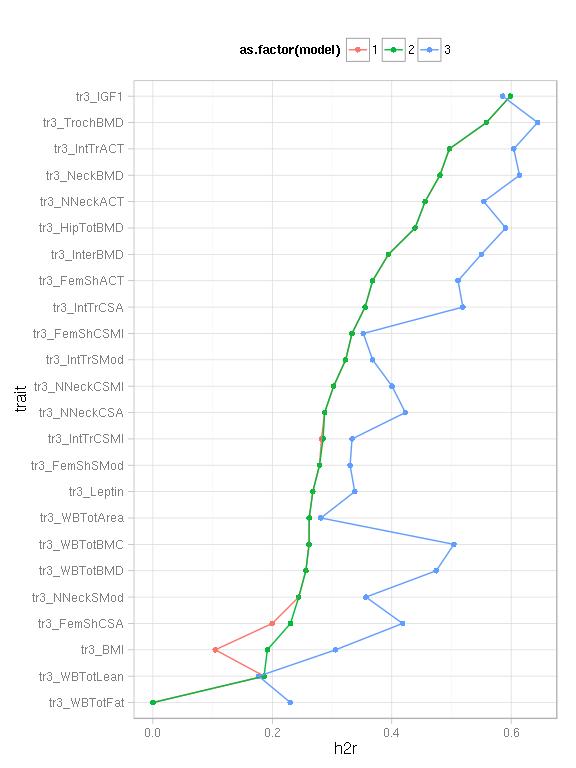 as.factor(model) 1 2 3
tr3_IGF1
tr3_TrochBMD
tr3_IntTrACT
tr3_NeckBMD
tr3_NNeckACT
tr3_HipTotBMD
tr3_InterBMD
tr3_FemShACT
tr3_IntTrCSA
tr3_FemShCSMI
tr3_IntTrSMod
tr3_NNeckCSMI
tr3_NNeckCSA
tr3_IntTrCSMI
tr3_FemShSMod
tr3_Leptin
tr3_WBTotArea
tr3_WBTotBMC
tr3_WBTotBMD
tr3_NNeckSMod
tr3_FemShCSA
tr3_BMI
tr3_WBTotLean
tr3_WBTotFat
trait
0.0 0.2 0.4 0.6
h2r